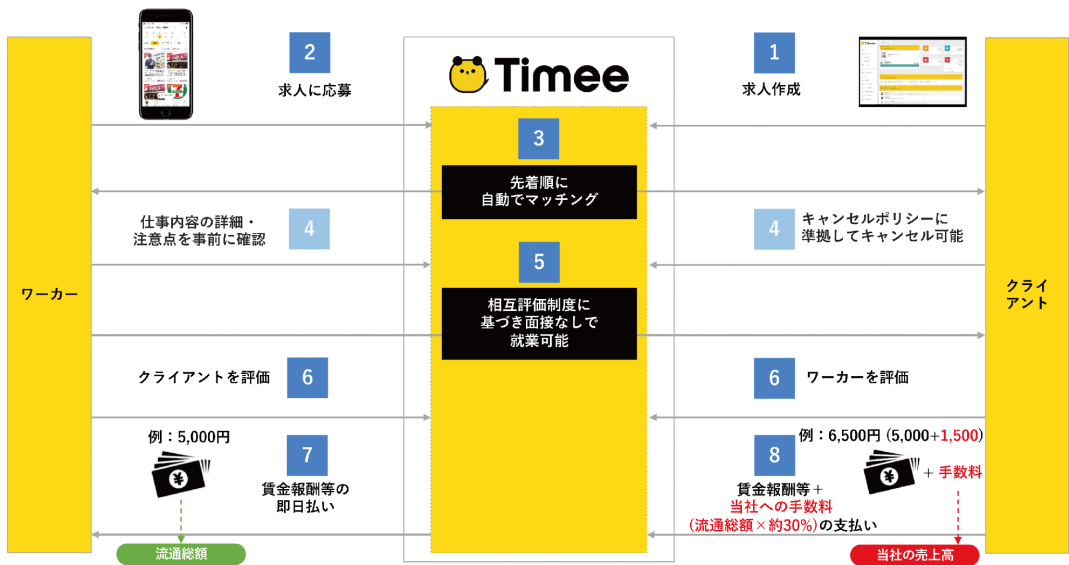 2
求人に応募
Timee
1
求人作成
Timee
3
先着順に
自動でマッチング
仕事内容の詳細・
注意点を事前に確認
4
4
キャンセルポリシーに
準拠してキャンセル可能
5
ワーカー
相互評価制度に
基づき面接なしで
就業可能
クライ
アント
クライアントを評価
6
6
ワーカーを評価
例：5,000円
7
賃金報酬等の
即日払い
8
例：6,500円 (5,000+1,500)
+ 手数料
賃金報酬等＋
当社への手数料
(流通総額×約30%)の支払い
流通総額
当社の売上高